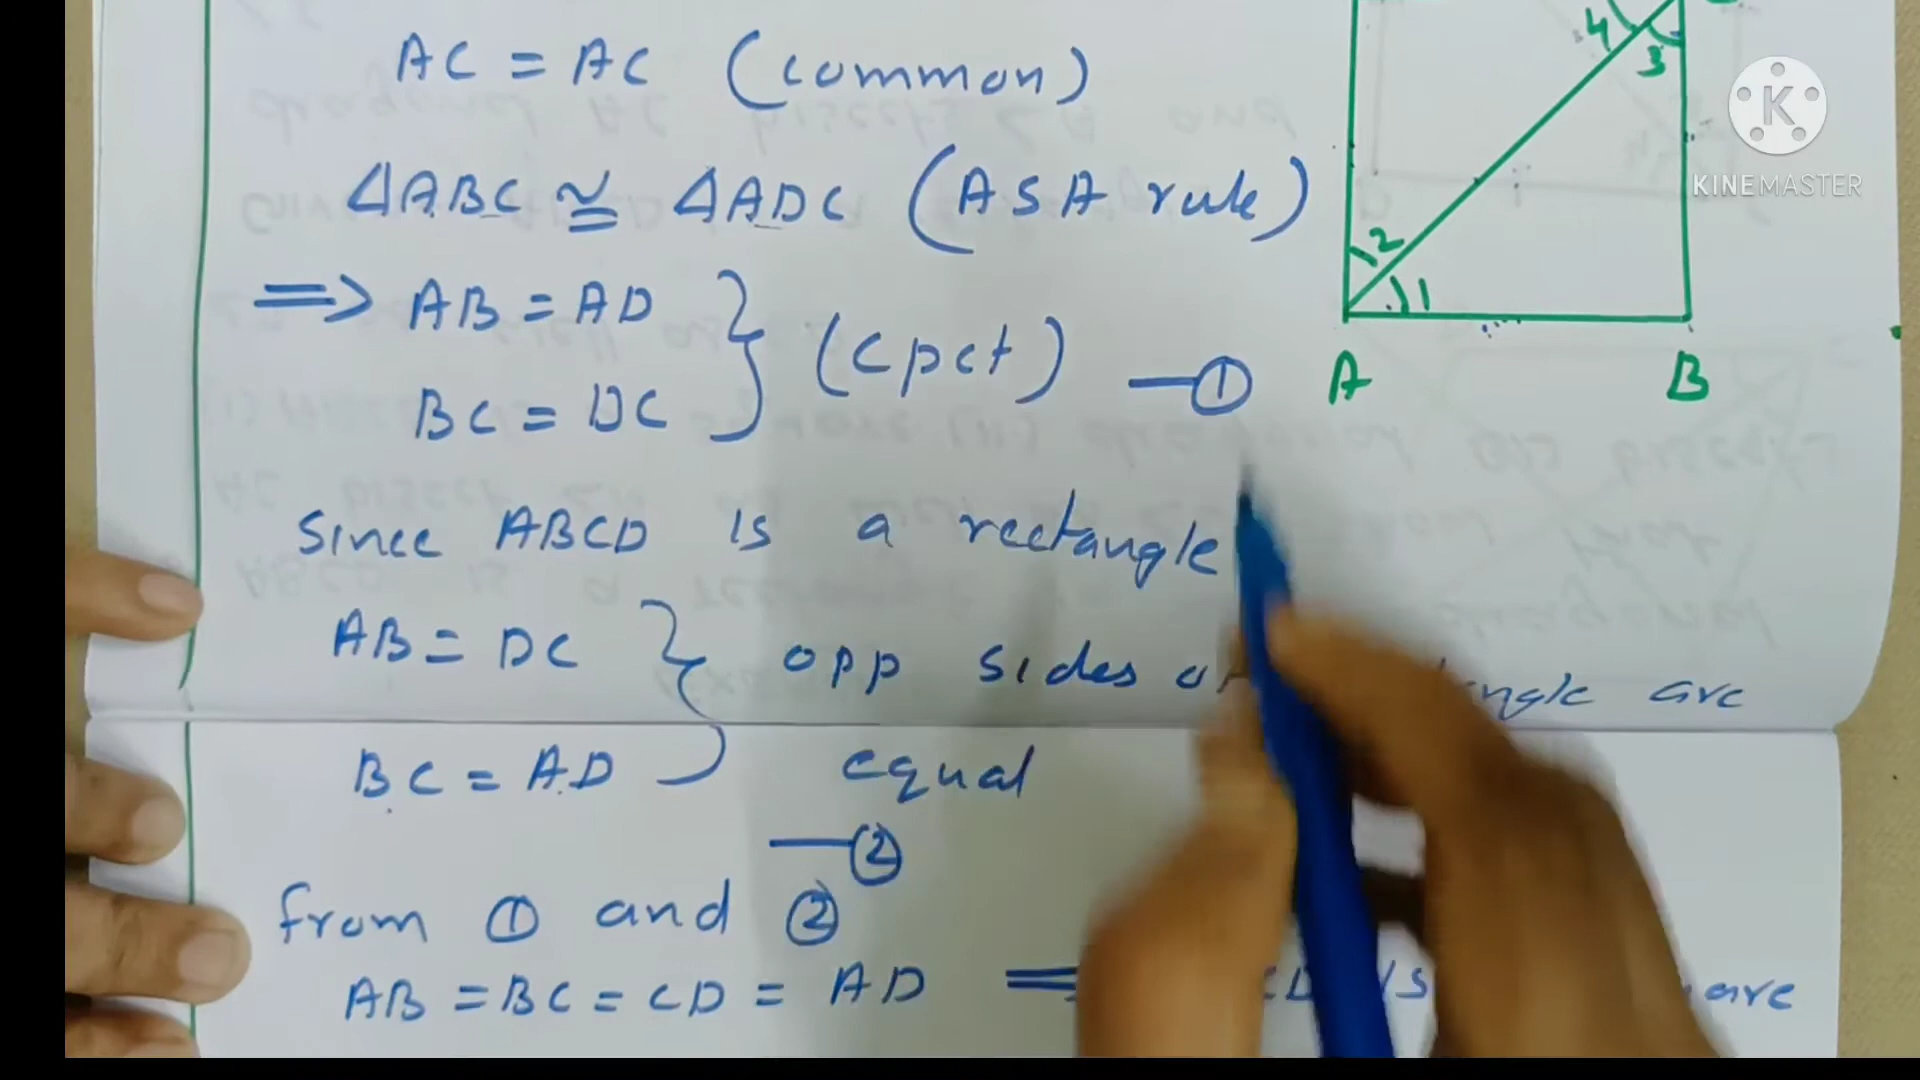 AC = AC (common)
ΔABC ≅ ΔADC (ASA rule)
⇒ AB = AD
BC = DC
} (cpct) — ①
since ABCD is a rectangle
AB = DC
BC = AD
} opp sides are
equal
— ②
from ① and ②
AB = BC = CD = AD ⇒
4
3
2
1
A
B
K
KINEMASTER